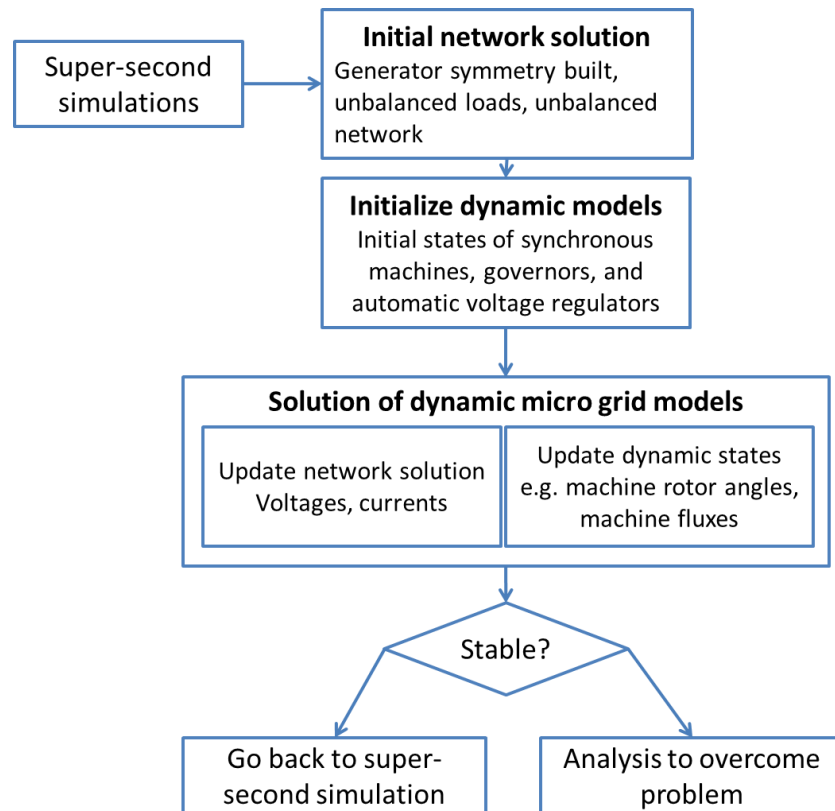 Super-second
simulations
Initial network solution
Generator symmetry built,
unbalanced loads, unbalanced
network
Initialize dynamic models
Initial states of synchronous
machines, governors, and
automatic voltage regulators
Solution of dynamic micro grid models
Update network solution
Voltages, currents
Update dynamic states
e.g. machine rotor angles,
machine fluxes
Stable?
Go back to super-
second simulation
Analysis to overcome
problem